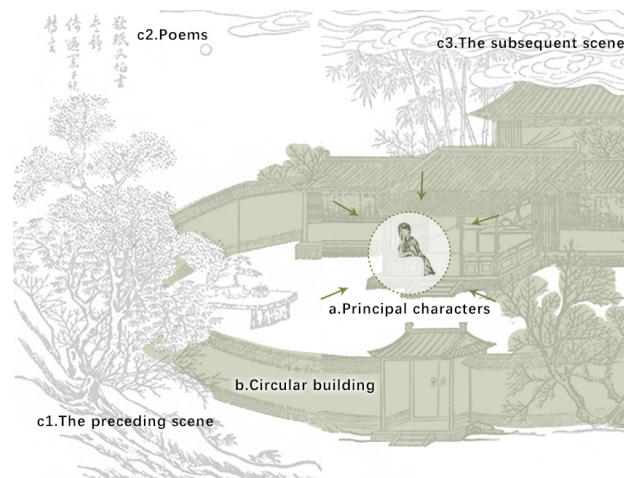 c2.Poems
c3.The subsequent scene
a.Principal characters
b.Circular building
c1.The preceding scene